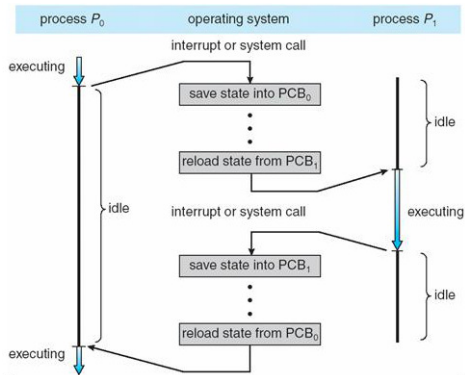 process P₀
operating system
process P₁
interrupt or system call
executing
save state into PCB₀
idle
reload state from PCB₁
idle
interrupt or system call
executing
save state into PCB₁
idle
reload state from PCB₀
executing